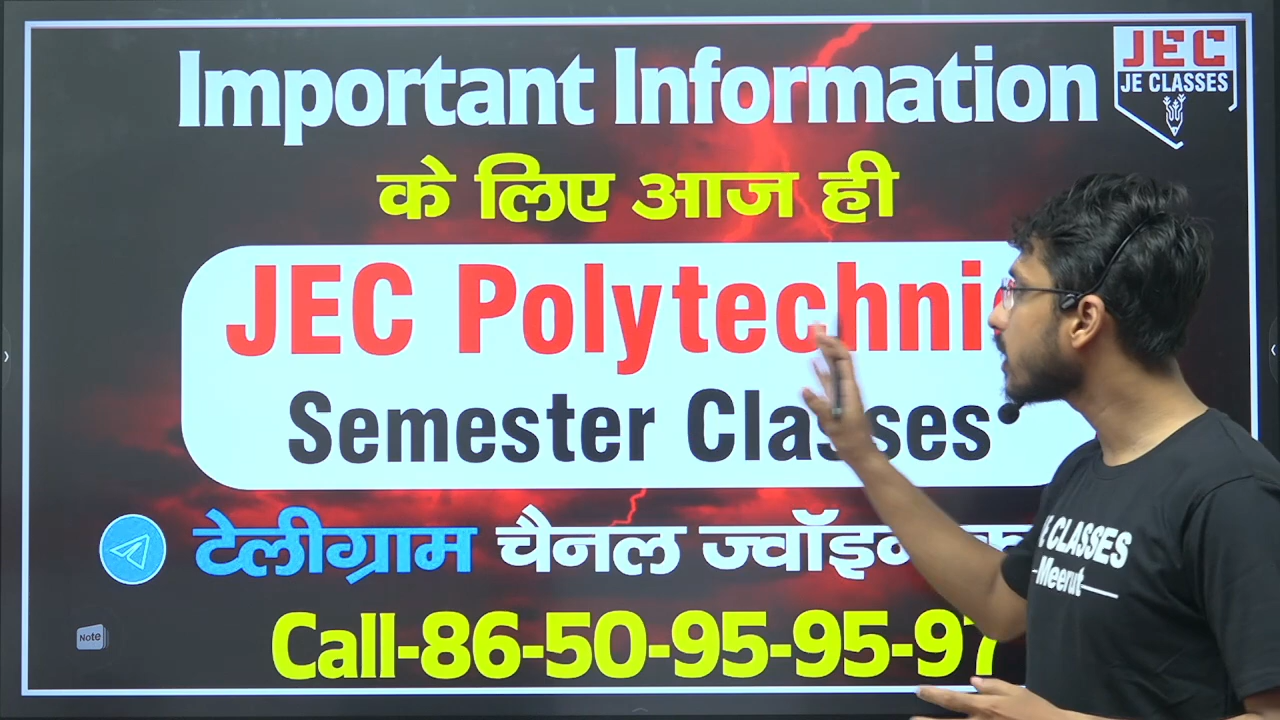 Important Information
JEC
JE CLASSES
के लिए आज ही
JEC Polytechni
Semester Classes
टेलीग्राम चैनल
CLASSES
Meerut
Note
Call-86-50-95-95-97